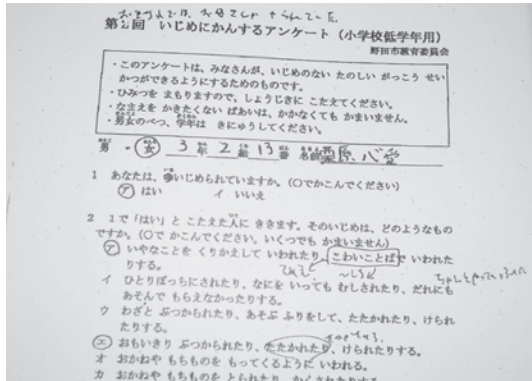 第2回 いじめにかんするアンケート（小学校低学年用）
野田市教育委員会
・このアンケートは、みなさんが、いじめのない たのしい がっこう せい
かつができるようにするためのものです。
・ひみつを まもりますので、しょうじきに こたえてください。
・なまえを かきたくない ばあいは、かかなくても かまいません。
・男女のべつ、学年は きにゅうしてください。
男 ・ 女 3年 2組 13番 名前 栗原 心愛
1 あなたは、いじめられていますか。（○でかこんでください）
ア はい イ いいえ
2 1で「はい」と こたえた人に ききます。そのいじめは、どのようなもの
ですか。（○で かこんでください。いくつでも かまいません）
ア いやなことを くりかえして いわれたり、こわいことばで いわれた
りする。
イ ひとりぼっちにされたり、なにを いっても むしされたり、だれにも
あそんで もらえなかったりする。
ウ わざと ぶつかられたり、あそぶ ふりをして、たたかれたり、けられ
たりする。
エ おもいきり ぶつかられたり、たたかれたり、けられたりする。
オ おかねや もちものを もってくるように いわれる。
カ おかねや もちものを とられたり、かくされたりする